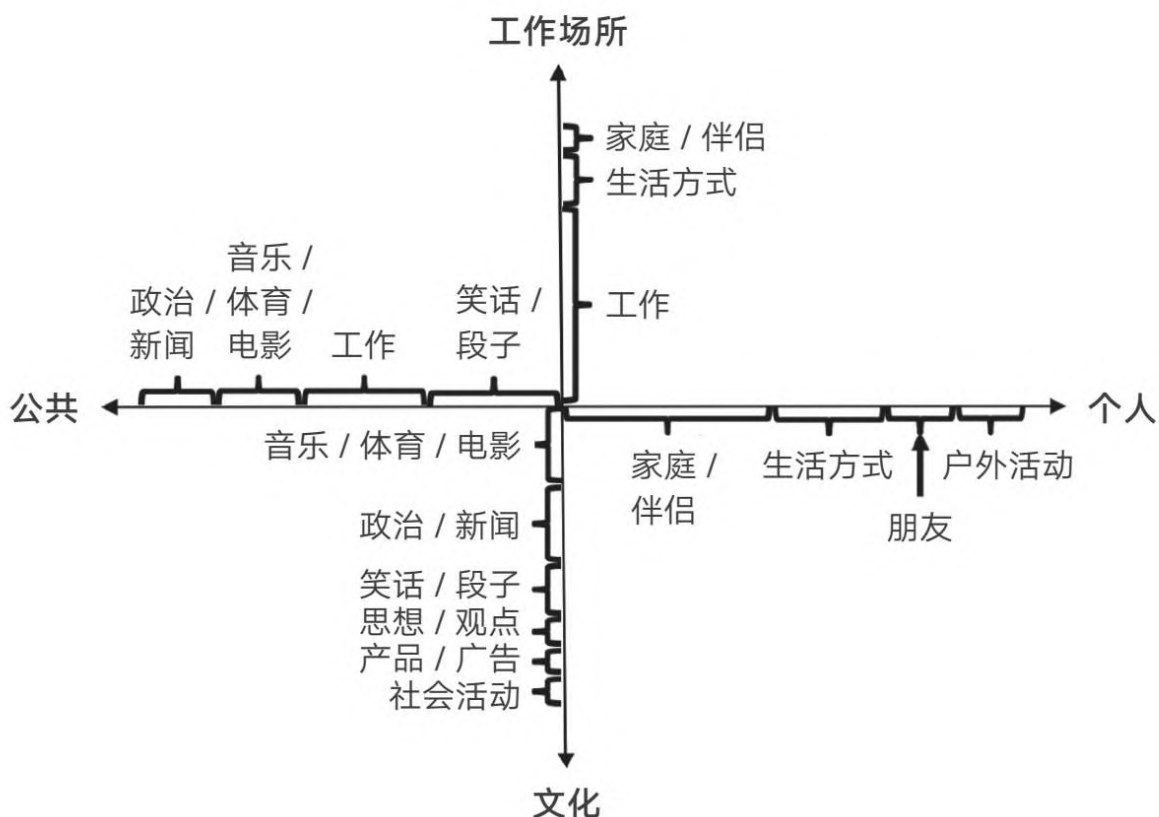 工作场所
家庭 / 伴侣
生活方式
工作
音乐 /
政治 / 体育 /
新闻 电影 工作
笑话 /
段子
公共
个人
音乐 / 体育 / 电影
政治 / 新闻
笑话 / 段子
思想 / 观点
产品 / 广告
社会活动
家庭 /
伴侣
生活方式
朋友
户外活动
文化